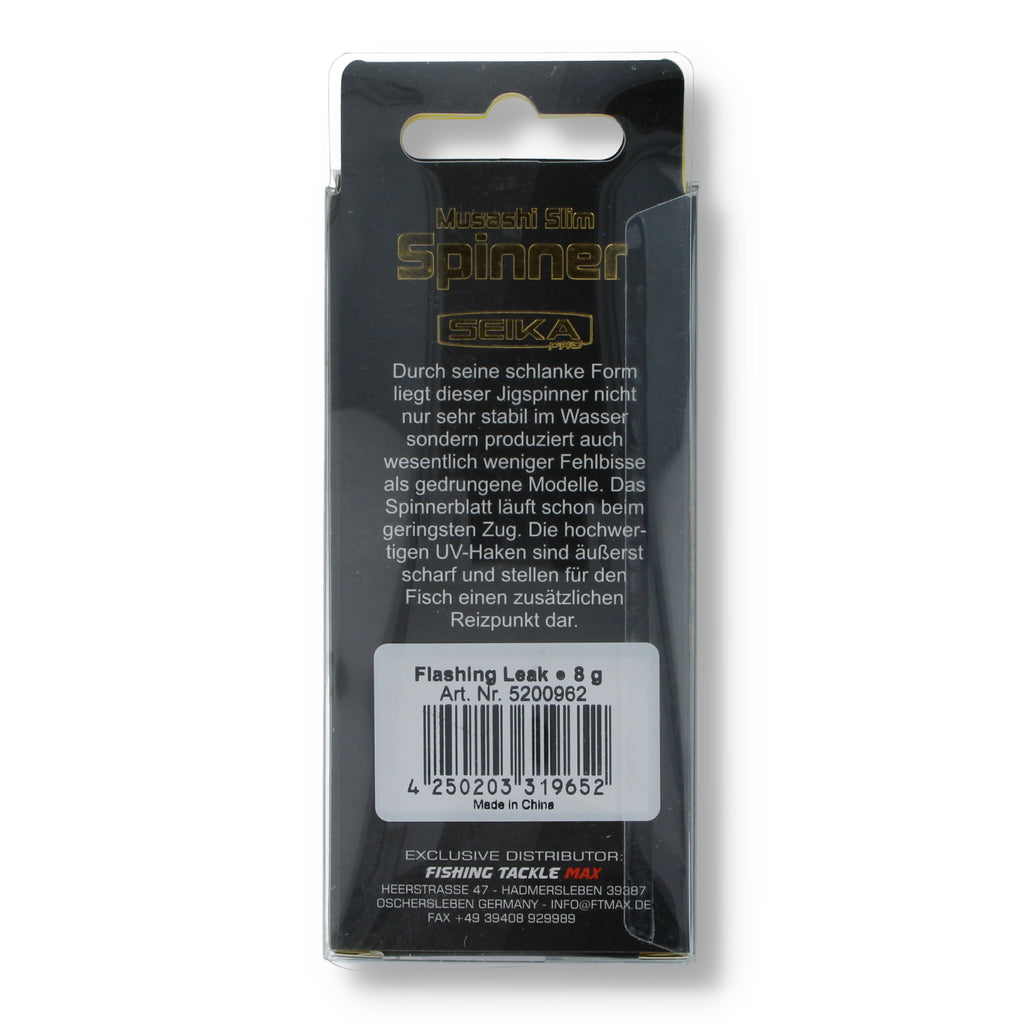 Musashi Slim
Spinner
SEIKA
PRO
Durch seine schlanke Form
liegt dieser Jigspinner nicht
nur sehr stabil im Wasser
sondern produziert auch
wesentlich weniger Fehlbisse
als gedrungene Modelle. Das
Spinnerblatt läuft schon beim
geringsten Zug. Die hochwer-
tigen UV-Haken sind äußerst
scharf und stellen für den
Fisch einen zusätzlichen
Reizpunkt dar.
Flashing Leak • 8 g
Art. Nr. 5200962
4 250203 319652
Made in China
EXCLUSIVE DISTRIBUTOR:
FISHING TACKLE MAX
HEERSTRASSE 47 - HADMERSLEBEN 39387
OSCHERSLEBEN GERMANY - INFO@FTMAX.DE
FAX +49 39408 929989